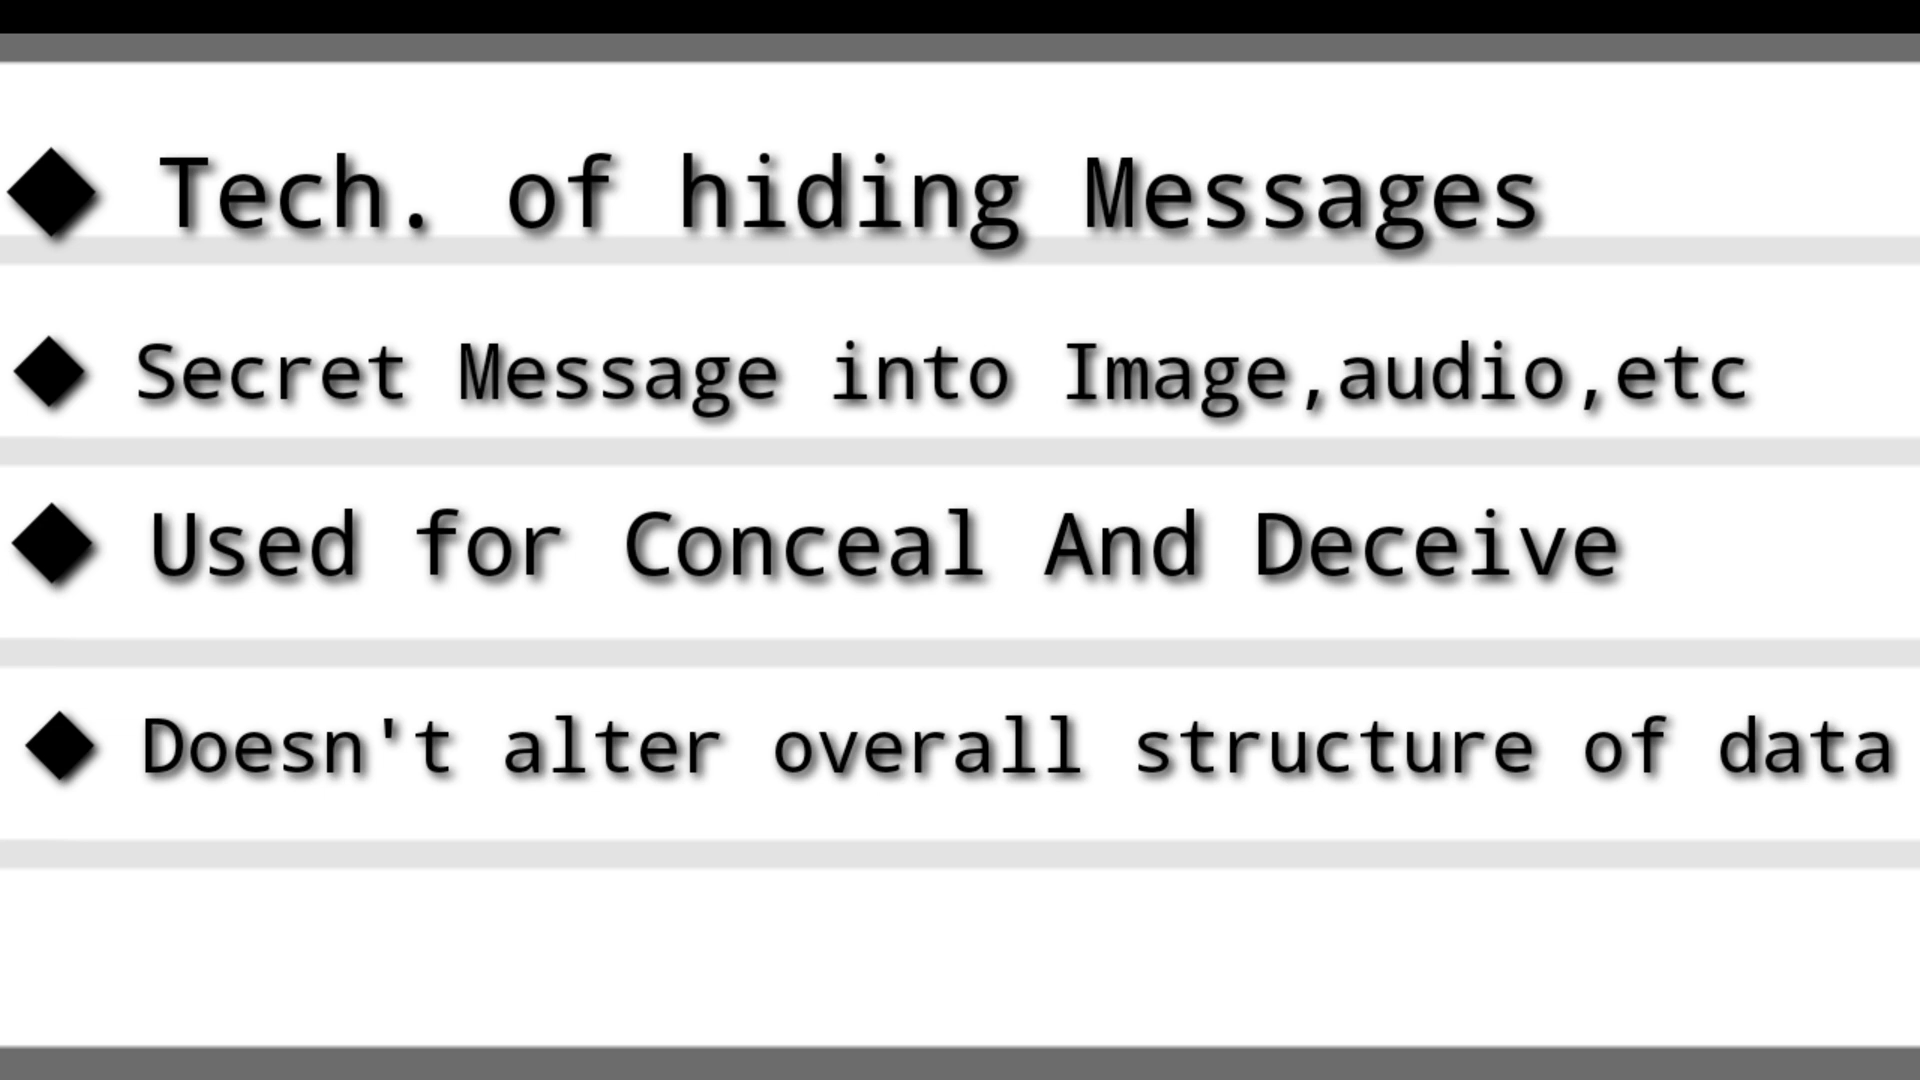 ◆ Tech. of hiding Messages
◆ Secret Message into Image,audio,etc
◆ Used for Conceal And Deceive
◆ Doesn't alter overall structure of data